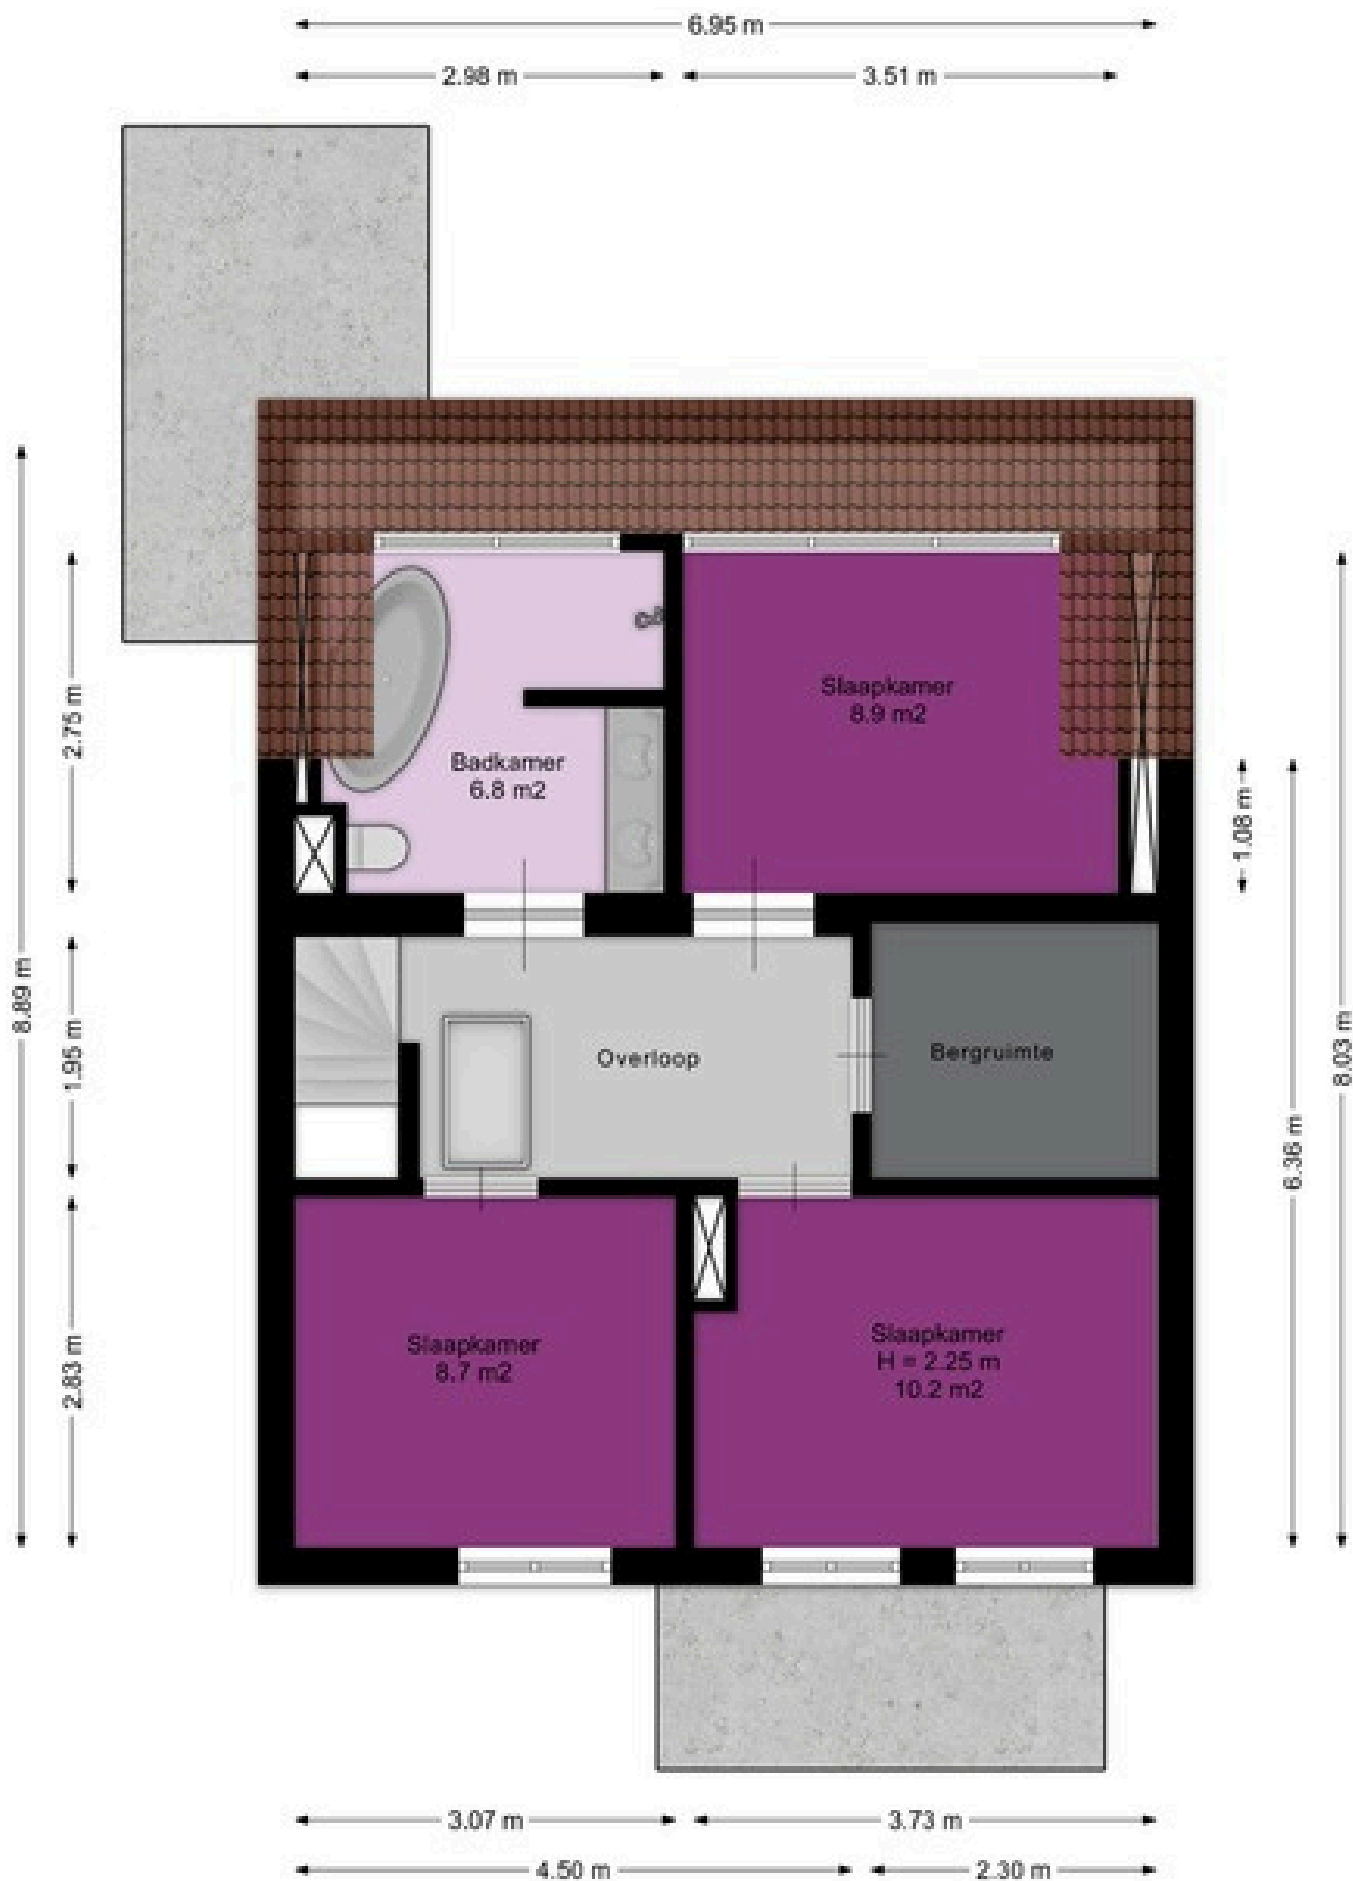 6.95 m
2.98 m
3.51 m
Slaapkamer
8.9 m2
2.75 m
Badkamer
6.8 m2
1.08 m
8.89 m
1.95 m
Overloop
Bergruimte
8.03 m
6.36 m
2.83 m
Slaapkamer
8.7 m2
Slaapkamer
H = 2.25 m
10.2 m2
3.07 m
3.73 m
4.50 m
2.30 m